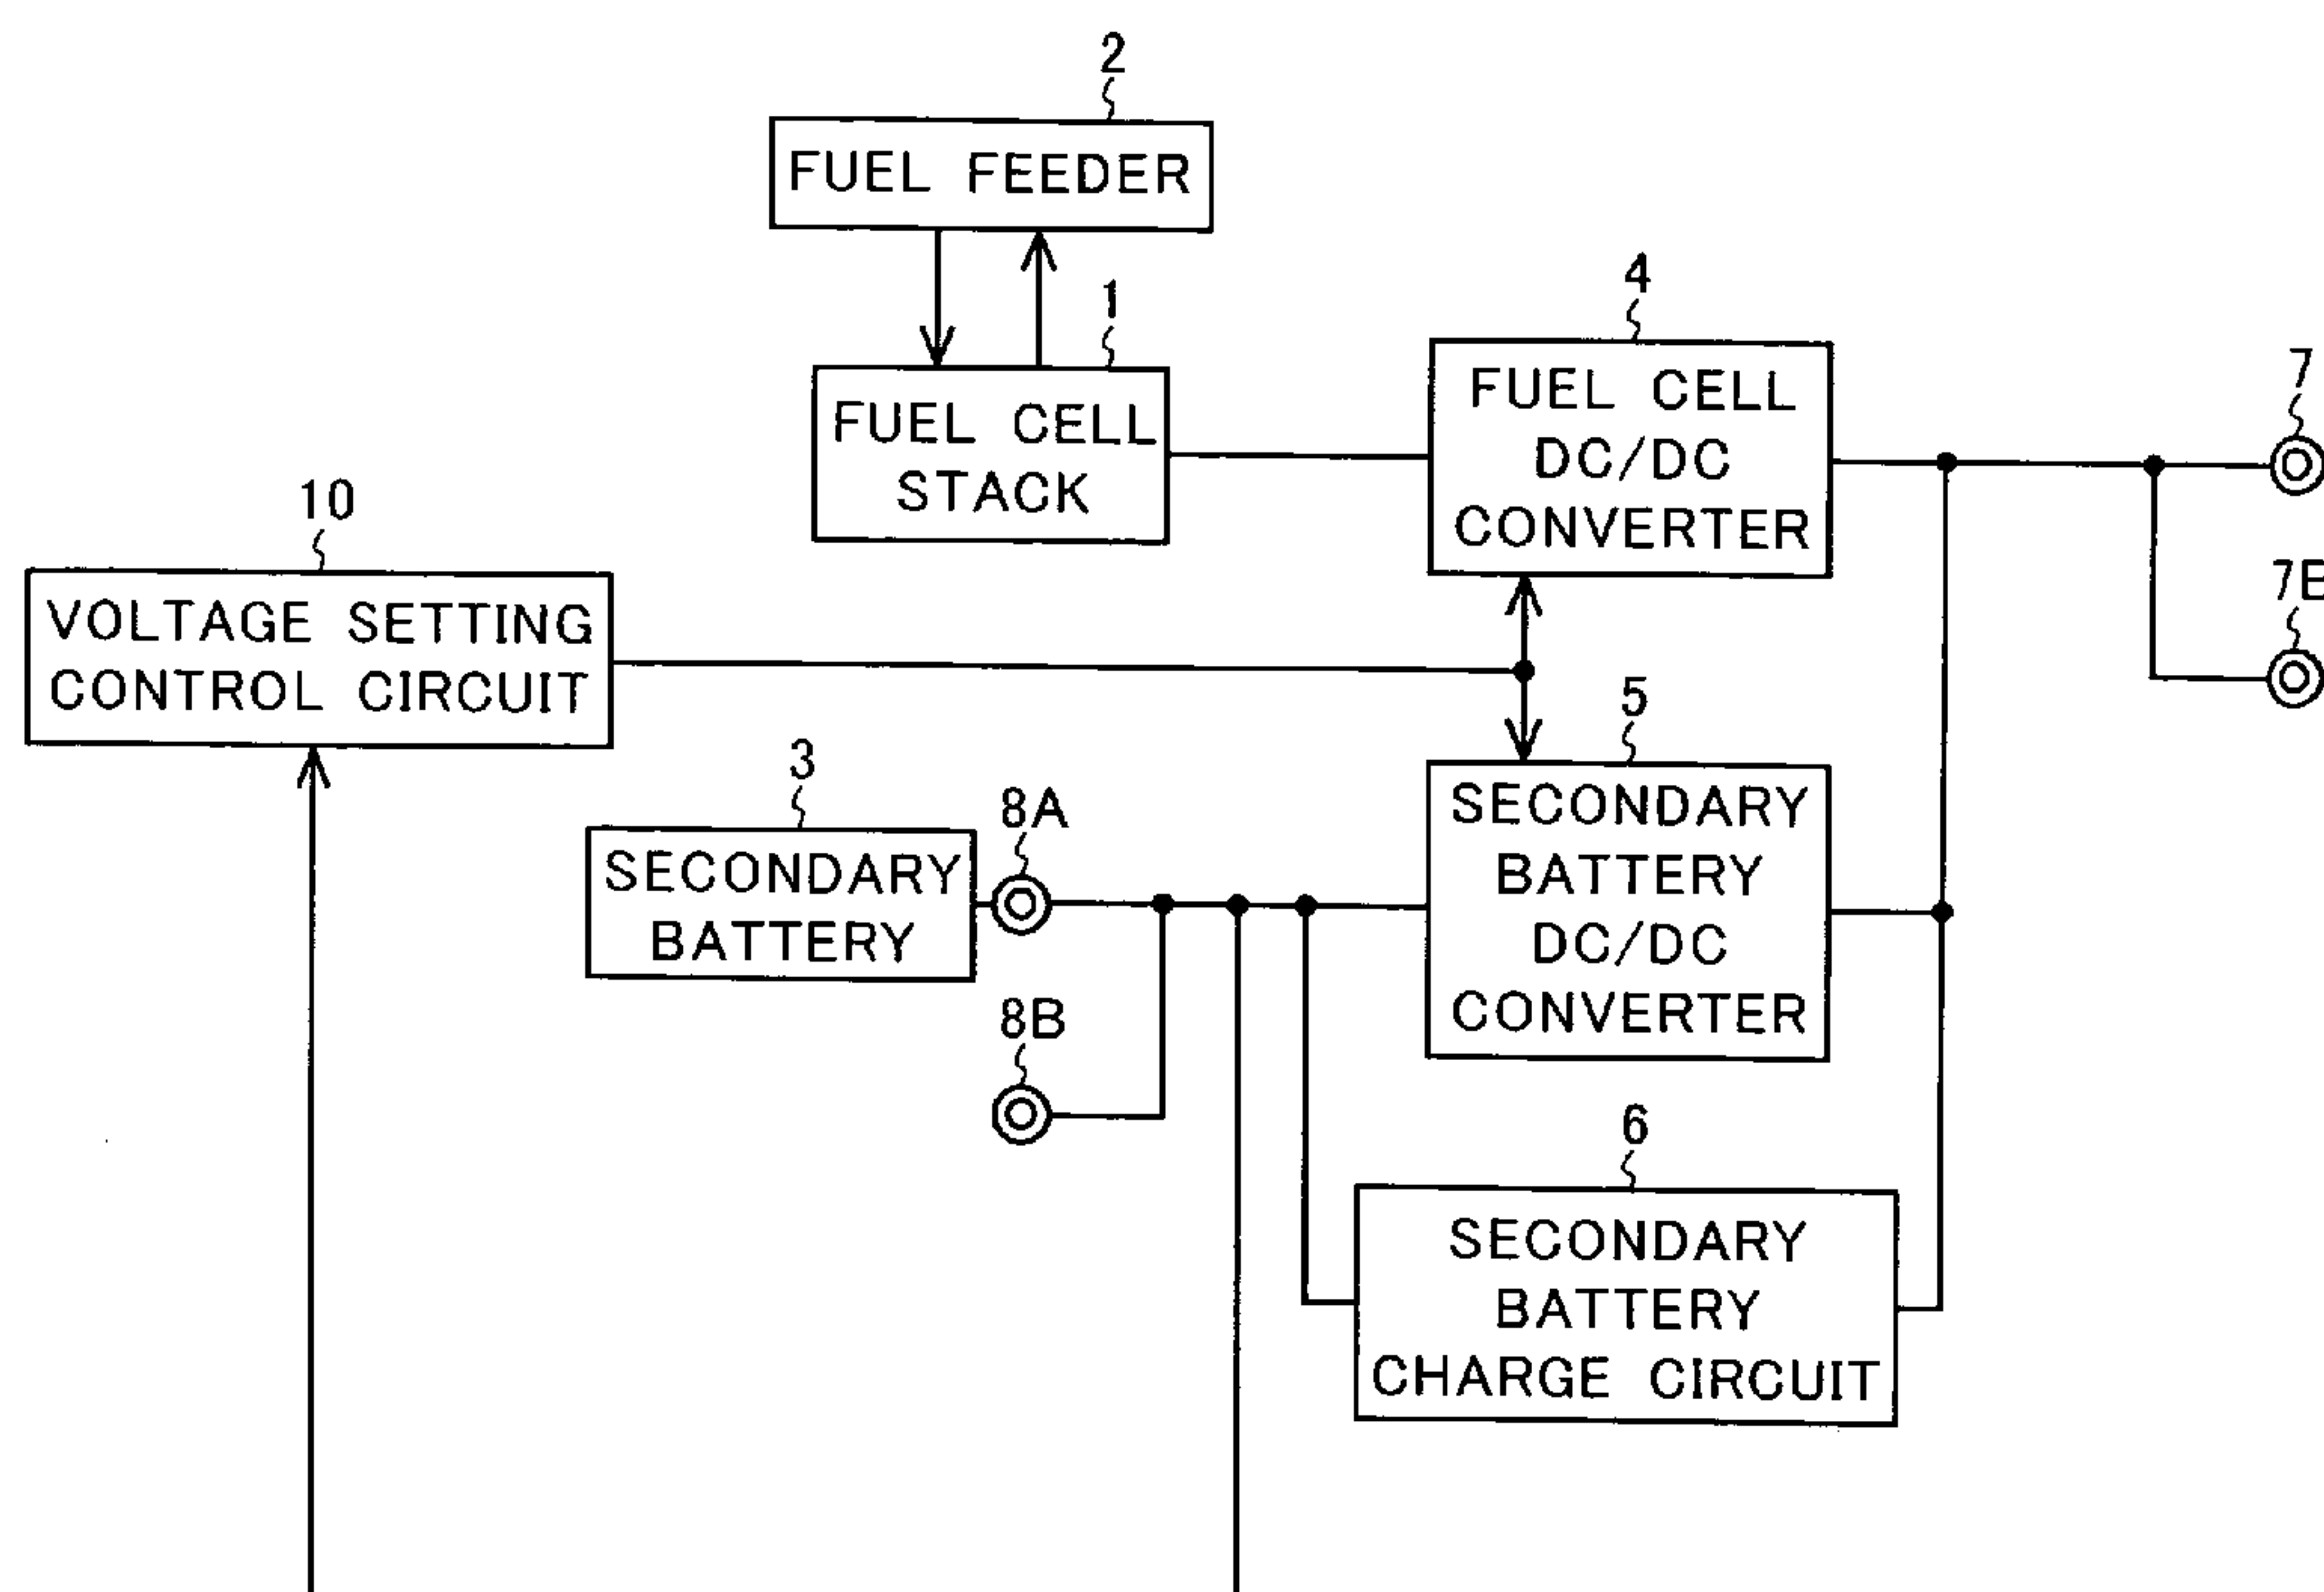 2
FUEL FEEDER
1
FUEL CELL
STACK
4
FUEL CELL
DC/DC
CONVERTER
7
7B
10
VOLTAGE SETTING
CONTROL CIRCUIT
3
SECONDARY
BATTERY
8A
8B
5
SECONDARY
BATTERY
DC/DC
CONVERTER
6
SECONDARY
BATTERY
CHARGE CIRCUIT